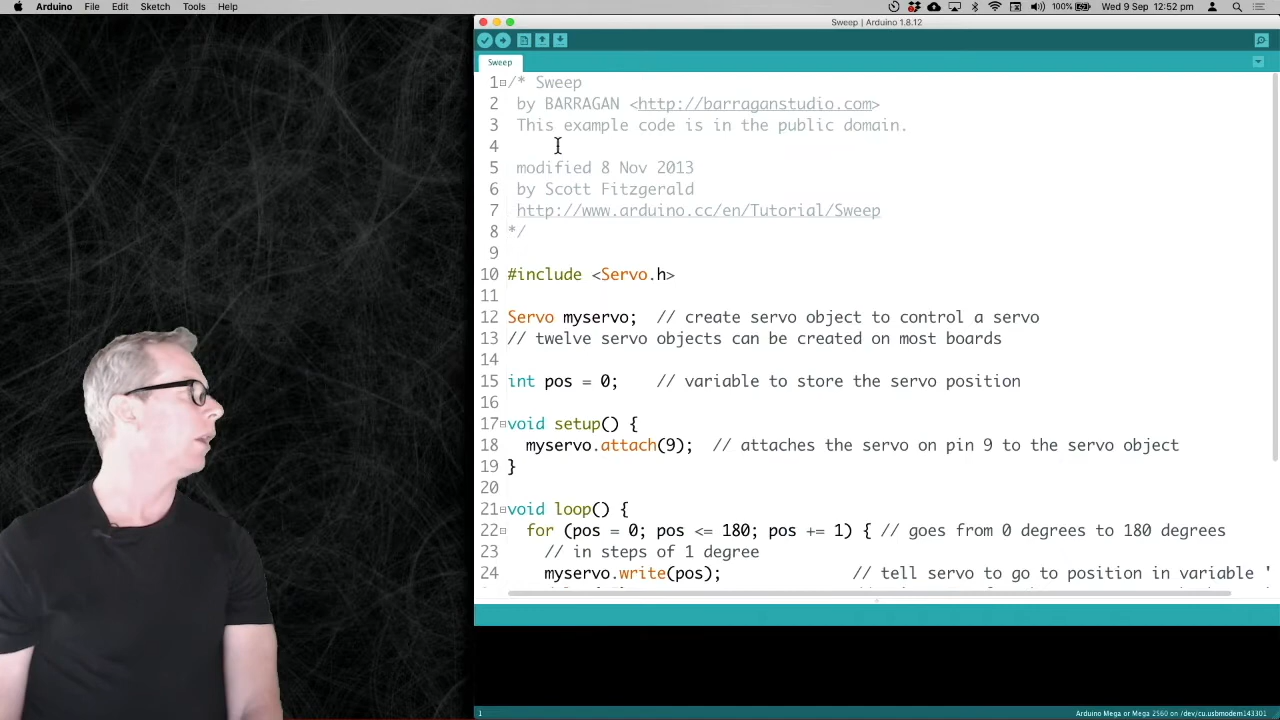 Arduino File Edit Sketch Tools Help 100% Wed 9 Sep 12:52 pm
Sweep | Arduino 1.8.12
Sweep
1 /* Sweep
2 by BARRAGAN <http://barraganstudio.com>
3 This example code is in the public domain.
4
5 modified 8 Nov 2013
6 by Scott Fitzgerald
7 http://www.arduino.cc/en/Tutorial/Sweep
8 */
9
10 #include <Servo.h>
11
12 Servo myservo; // create servo object to control a servo
13 // twelve servo objects can be created on most boards
14
15 int pos = 0; // variable to store the servo position
16
17 void setup() {
18 myservo.attach(9); // attaches the servo on pin 9 to the servo object
19 }
20
21 void loop() {
22 for (pos = 0; pos <= 180; pos += 1) { // goes from 0 degrees to 180 degrees
23 // in steps of 1 degree
24 myservo.write(pos); // tell servo to go to position in variable '
1 Arduino Mega or Mega 2560 on /dev/cu.usbmodem143301